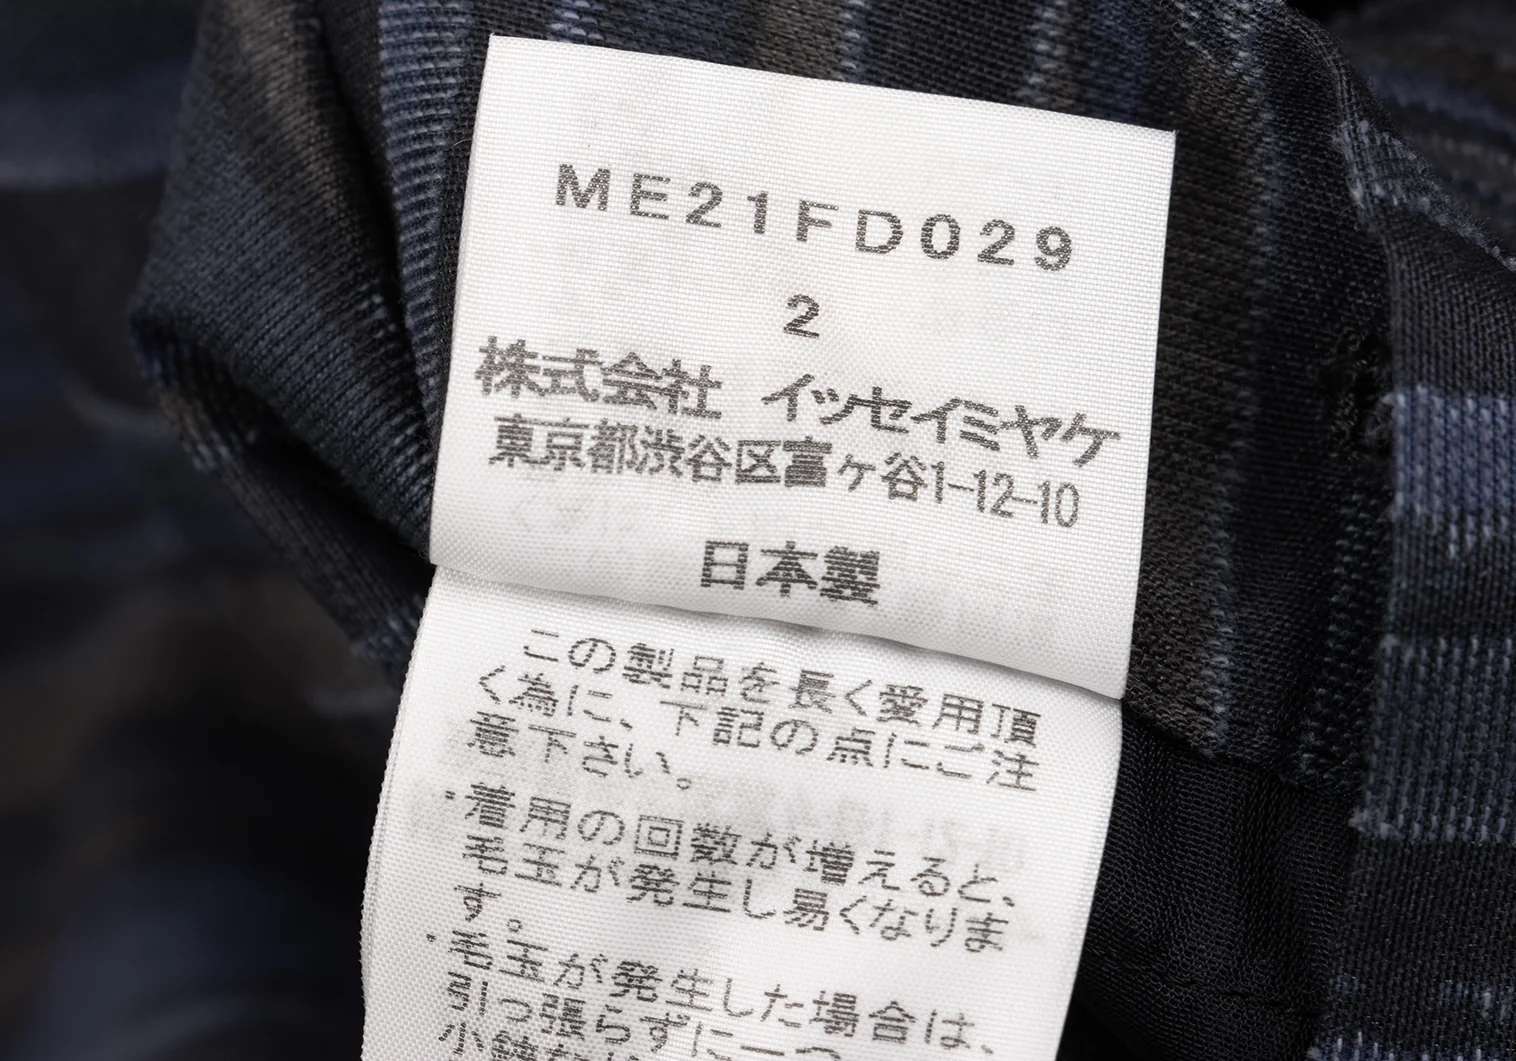 ME21FD029
2
株式会社 イッセイミヤケ
東京都渋谷区富ヶ谷1-12-10
日本製
この製品を長く愛用頂
く為に、下記の点にご注
意下さい。
・着用の回数が増えると、
毛玉が発生し易くなりま
す。
・毛玉が発生した場合は、
引っ張らずに一つ